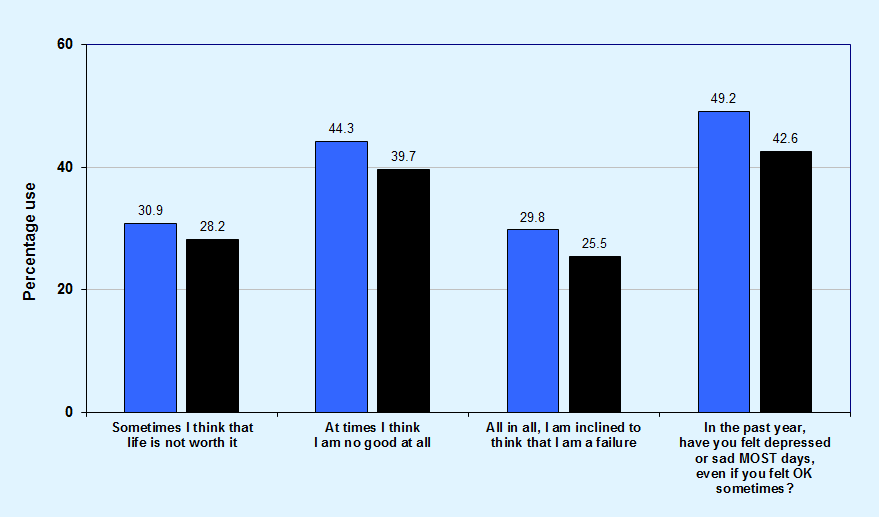 60
49.2
44.3
42.6
39.7
40
30.9
29.8
28.2
25.5
20
0
Percentage use
Sometimes I think that
life is not worth it
At times I think
I am no good at all
All in all, I am inclined to
think that I am a failure
In the past year,
have you felt depressed
or sad MOST days,
even if you felt OK
sometimes?